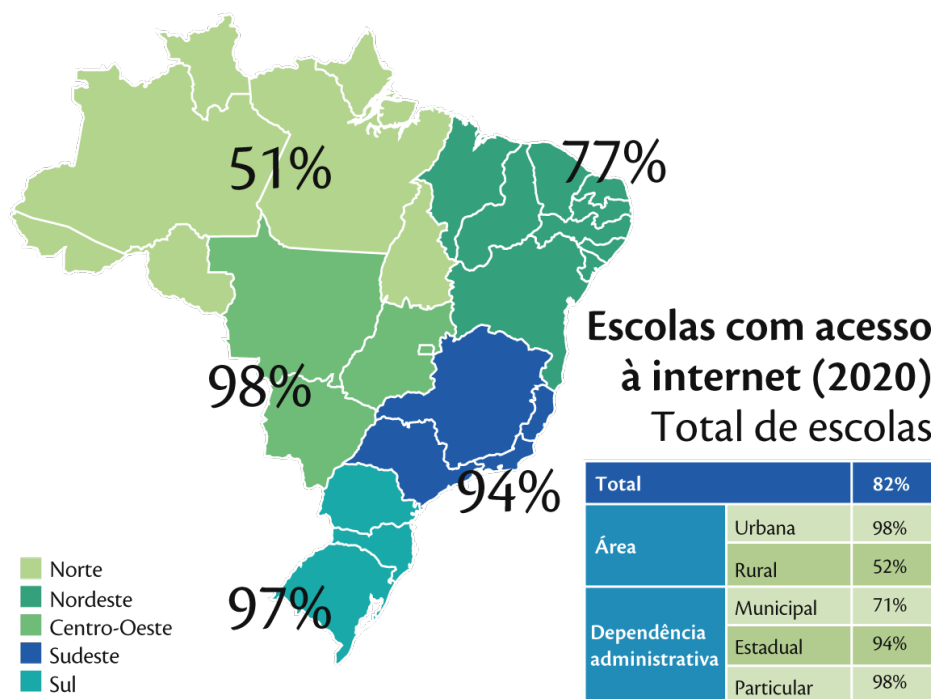 51%
77%
98%
94%
97%
Escolas com acesso
à internet (2020)
Total de escolas
Total 82%
Área
Urbana 98%
Rural 52%
Dependência
administrativa
Municipal 71%
Estadual 94%
Particular 98%
Norte
Nordeste
Centro-Oeste
Sudeste
Sul